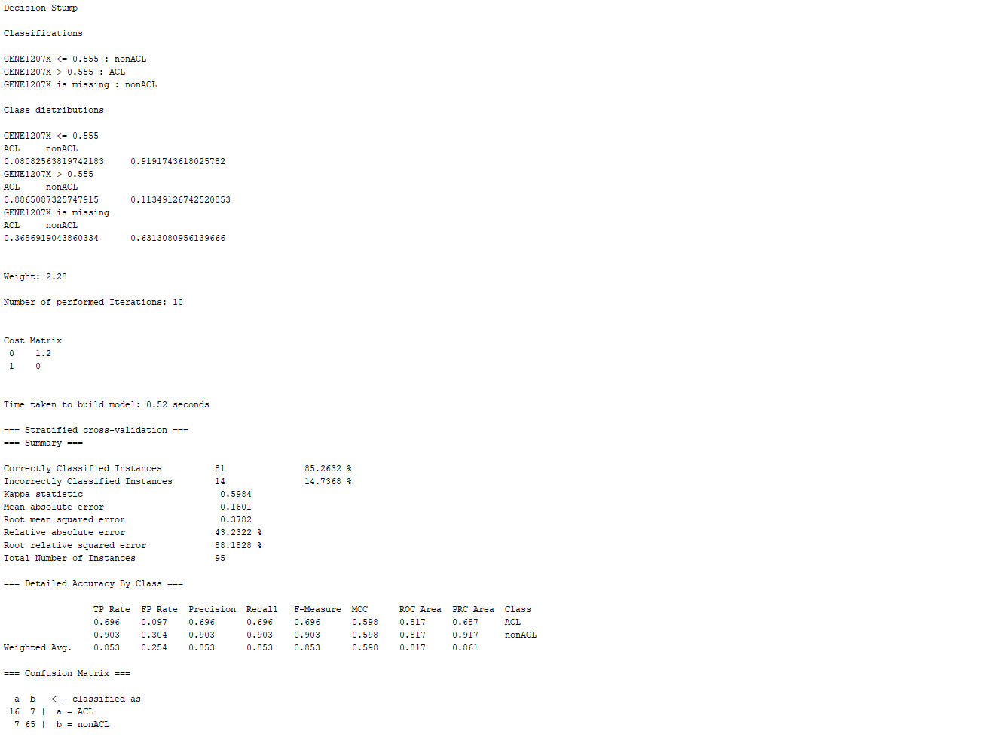 Decision Stump
Classifications
GENE1207X <= 0.555 : nonACL
GENE1207X > 0.555 : ACL
GENE1207X is missing : nonACL
Class distributions
GENE1207X <= 0.555
ACL nonACL
0.08082563819742183 0.9191743618025782
GENE1207X > 0.555
ACL nonACL
0.8865087325747915 0.11349126742520853
GENE1207X is missing
ACL nonACL
0.3686919043860334 0.6313080956139666
Weight: 2.28
Number of performed Iterations: 10
Cost Matrix
0 1.2
1 0
Time taken to build model: 0.52 seconds
=== Stratified cross-validation ===
=== Summary ===
Correctly Classified Instances 81 85.2632 %
Incorrectly Classified Instances 14 14.7368 %
Kappa statistic 0.5984
Mean absolute error 0.1601
Root mean squared error 0.3782
Relative absolute error 43.2322 %
Root relative squared error 88.1828 %
Total Number of Instances 95
=== Detailed Accuracy By Class ===
TP Rate FP Rate Precision Recall F-Measure MCC ROC Area PRC Area Class
0.696 0.097 0.696 0.696 0.696 0.598 0.817 0.687 ACL
0.903 0.304 0.903 0.903 0.903 0.598 0.817 0.917 nonACL
Weighted Avg. 0.853 0.254 0.853 0.853 0.853 0.598 0.817 0.861
=== Confusion Matrix ===
a b <-- classified as
16 7 | a = ACL
7 65 | b = nonACL